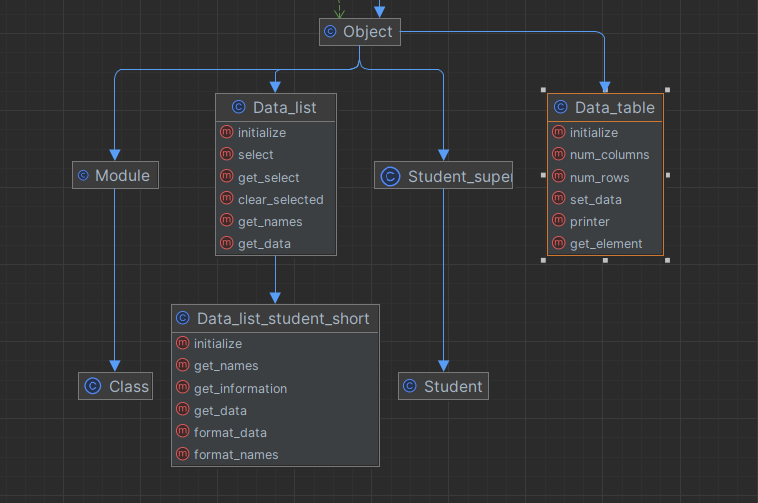 Object
Data_list
initialize
select
get_select
clear_selected
get_names
get_data
Data_table
initialize
num_columns
num_rows
set_data
printer
get_element
Module
Student_super
Data_list_student_short
initialize
get_names
get_information
get_data
format_data
format_names
Class
Student